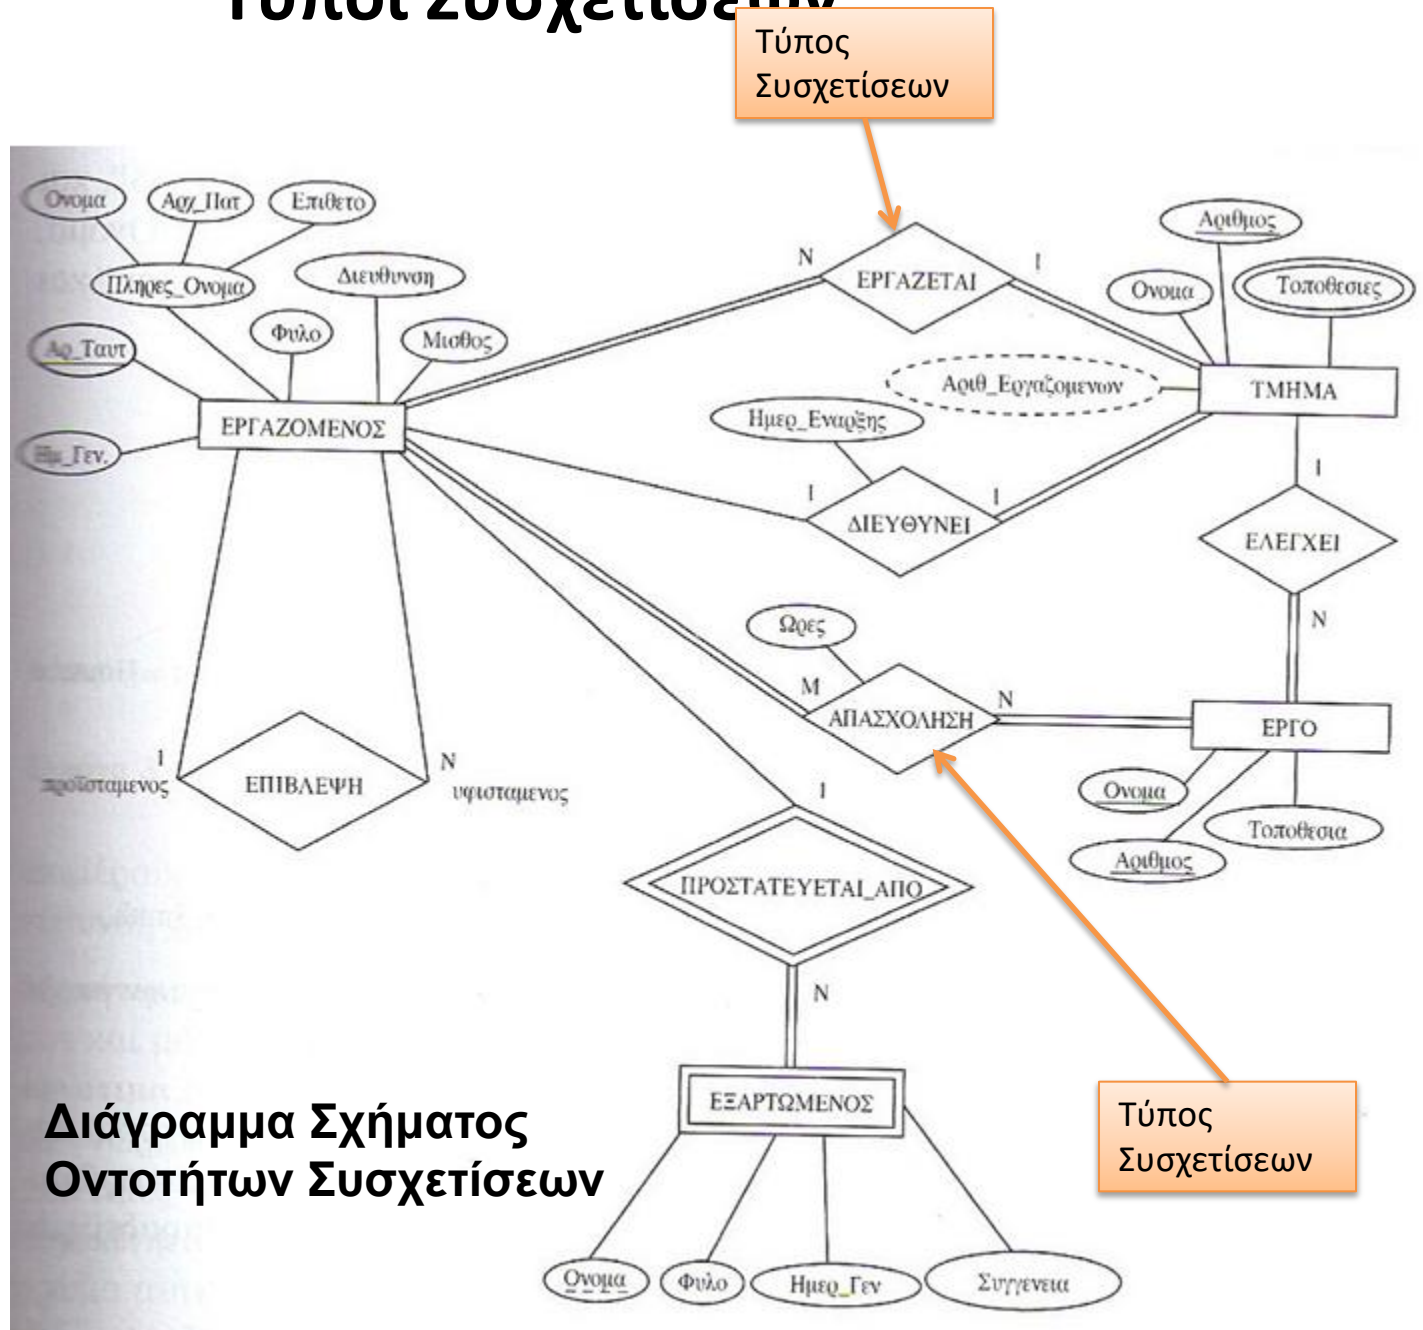 Τύποι Συσχετίσεων
Τύπος
Συσχετίσεων
Ονομα
Αρχ_Πατ
Επιθετο
Πληρες_Ονομα
Διευθυνση
Αρ_Ταυτ
Φυλο
Μισθος
ΕΡΓΑΖΟΜΕΝΟΣ
Ημ_Γεν.
N
ΕΡΓΑΖΕΤΑΙ
1
Αριθμος
Ονομα
Τοποθεσιες
Αριθ_Εργαζομενων
ΤΜΗΜΑ
Ημερ_Εναρξης
1
ΔΙΕΥΘΥΝΕΙ
1
1
ΕΛΕΓΧΕΙ
N
Ωρες
M
ΑΠΑΣΧΟΛΗΣΗ
N
ΕΡΓΟ
Ονομα
Αριθμος
Τοποθεσια
1
προϊσταμενος
ΕΠΙΒΛΕΨΗ
N
υφισταμενος
1
ΠΡΟΣΤΑΤΕΥΕΤΑΙ_ΑΠΟ
N
ΕΞΑΡΤΩΜΕΝΟΣ
Τύπος
Συσχετίσεων
Διάγραμμα Σχήματος
Οντοτήτων Συσχετίσεων
Ονομα
Φυλο
Ημερ_Γεν
Συγγενεια